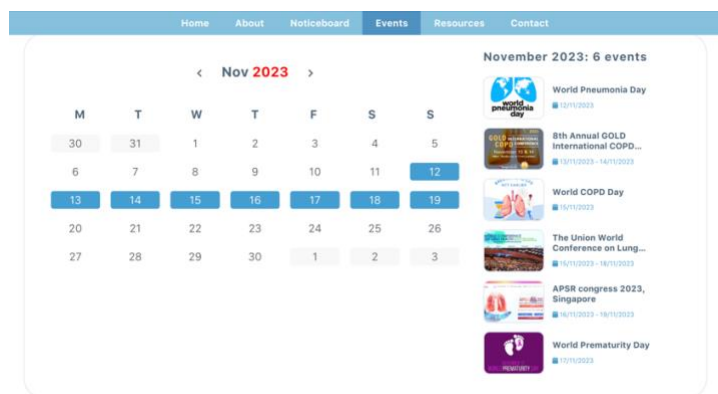 Home About Noticeboard Events Resources Contact
November 2023: 6 events
‹ Nov 2023 ›
M T W T F S S
30 31 1 2 3 4 5
6 7 8 9 10 11 12
13 14 15 16 17 18 19
20 21 22 23 24 25 26
27 28 29 30 1 2 3
world
pneumonia
day
World Pneumonia Day
12/11/2023
8th Annual GOLD
International COPD...
13/11/2023 - 14/11/2023
World COPD Day
15/11/2023
The Union World
Conference on Lung...
15/11/2023 - 18/11/2023
APSR congress 2023,
Singapore
16/11/2023 - 19/11/2023
World Prematurity Day
17/11/2023